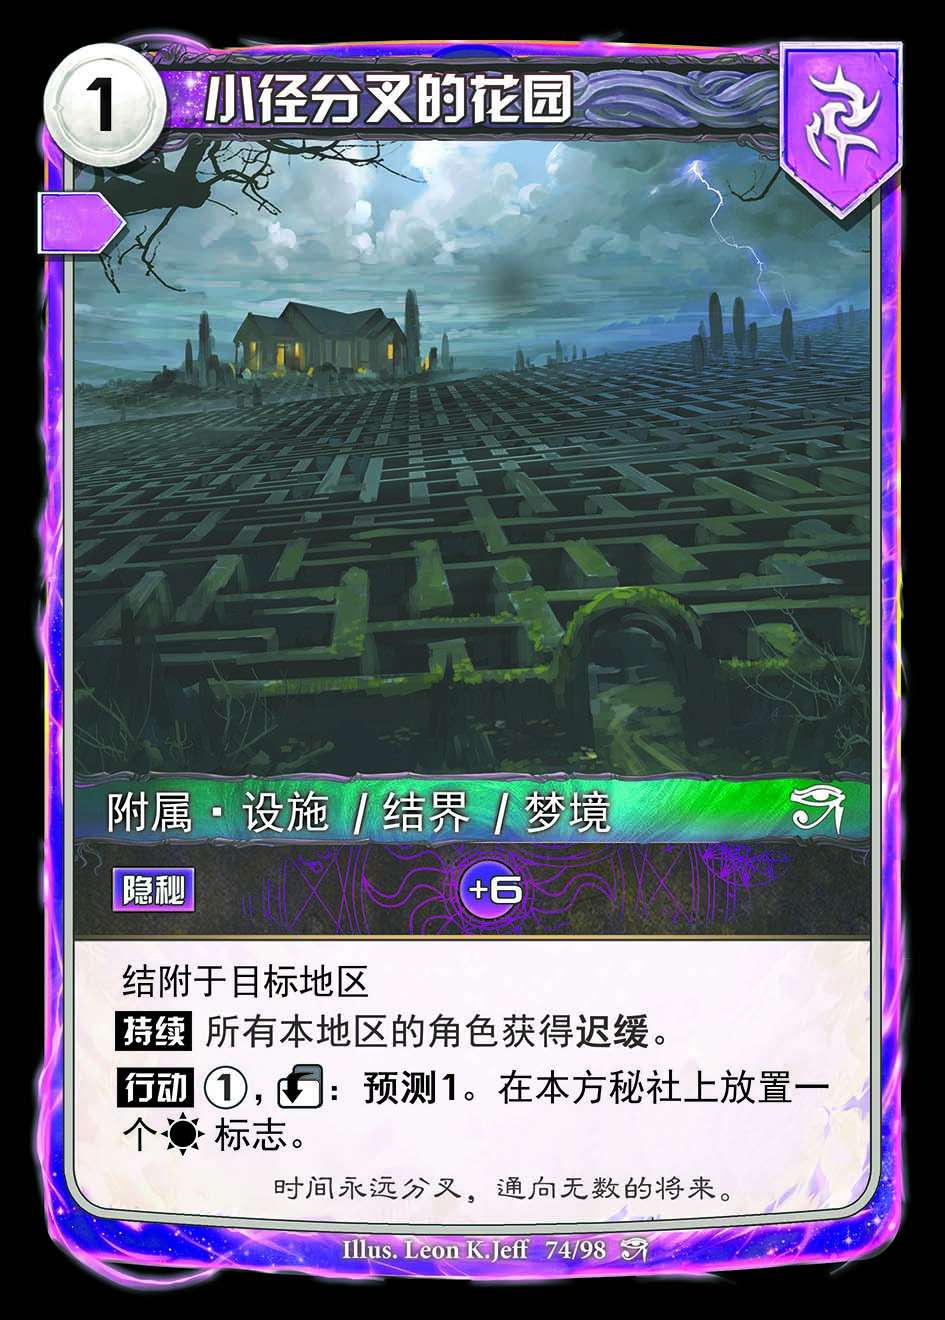 1
小径分叉的花园
附属·设施 / 结界 / 梦境
隐秘 +6
结附于目标地区
持续 所有本地区的角色获得迟缓。
行动 1，：预测1。在本方秘社上放置一
个 标志。
时间永远分叉，通向无数的将来。
Illus. Leon K.Jeff 74/98